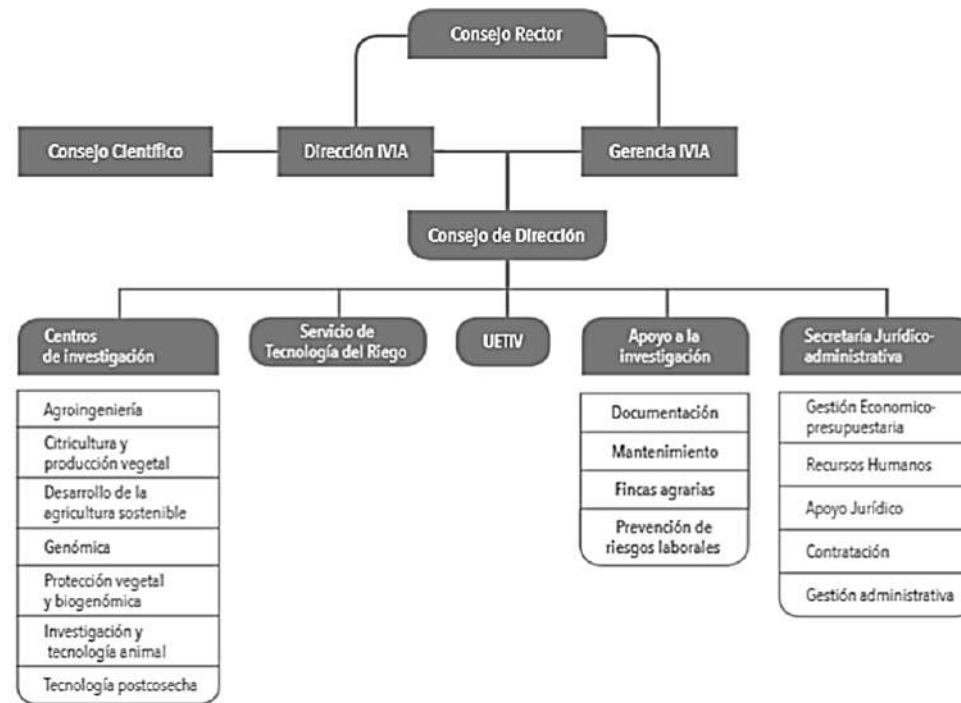 Consejo Rector
Consejo Científico
Dirección IVIA
Gerencia IVIA
Consejo de Dirección
Centros
de investigación
Agroingeniería
Citricultura y
producción vegetal
Desarrollo de la
agricultura sostenible
Genómica
Protección vegetal
y biogenómica
Investigación y
tecnología animal
Tecnología postcosecha
Servicio de
Tecnología del Riego
UETIV
Apoyo a la
investigación
Documentación
Mantenimiento
Fincas agrarias
Prevención de
riesgos laborales
Secretaría Jurídico-
administrativa
Gestión Economico-
presupuestaria
Recursos Humanos
Apoyo Jurídico
Contratación
Gestión administrativa